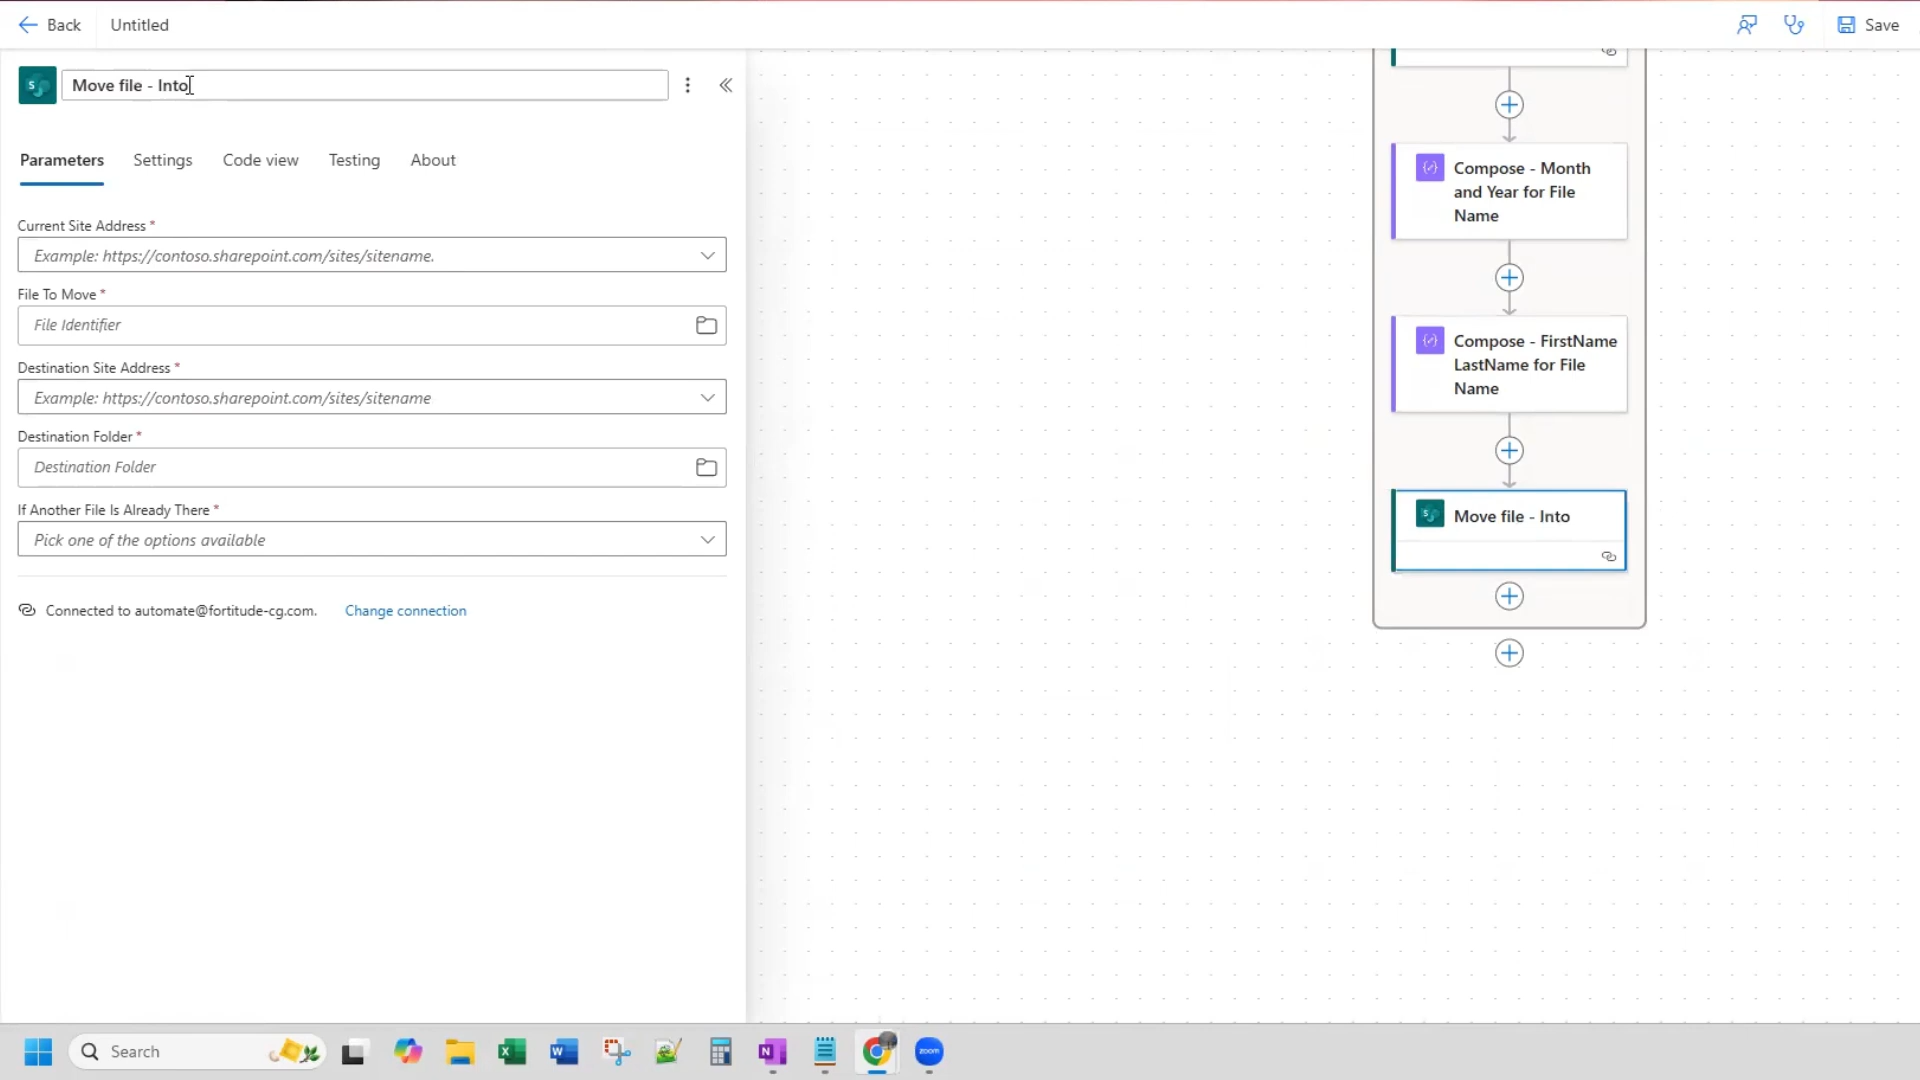 Back
Untitled
Save
Move file - Into
Parameters
Settings
Code view
Testing
About
Current Site Address *
Example: https://contoso.sharepoint.com/sites/sitename.
File To Move *
File Identifier
Destination Site Address *
Example: https://contoso.sharepoint.com/sites/sitename
Destination Folder *
Destination Folder
If Another File Is Already There *
Pick one of the options available
Connected to automate@fortitude-cg.com.
Change connection
Compose - Month
and Year for File
Name
Compose - FirstName
LastName for File
Name
Move file - Into
Search
zoom